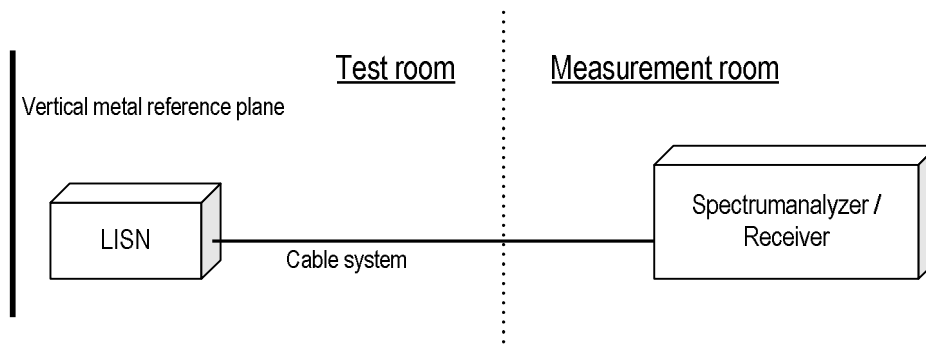 Test room
Measurement room
Vertical metal reference plane
LISN
Cable system
Spectrumanalyzer /
Receiver